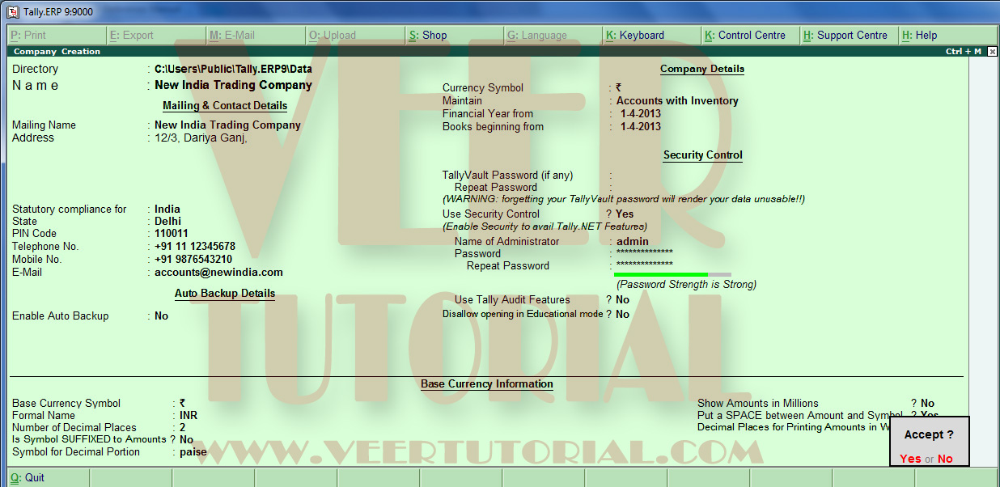 Tally.ERP 9:9000
P: Print E: Export M: E-Mail O: Upload S: Shop G: Language K: Keyboard K: Control Centre H: Support Centre H: Help
Company Creation Ctrl + M
Directory : C:\Users\Public\Tally.ERP9\Data
Name : New India Trading Company
Mailing & Contact Details
Mailing Name : New India Trading Company
Address : 12/3, Dariya Ganj,
Statutory compliance for : India
State : Delhi
PIN Code : 110011
Telephone No. : +91 11 12345678
Mobile No. : +91 9876543210
E-Mail : accounts@newindia.com
Auto Backup Details
Enable Auto Backup : No
Company Details
Currency Symbol : ₹
Maintain : Accounts with Inventory
Financial Year from : 1-4-2013
Books beginning from : 1-4-2013
Security Control
TallyVault Password (if any) :
Repeat Password :
(WARNING: forgetting your TallyVault password will render your data unusable!!)
Use Security Control ? Yes
(Enable Security to avail Tally.NET Features)
Name of Administrator : admin
Password : **************
Repeat Password : **************
(Password Strength is Strong)
Use Tally Audit Features ? No
Disallow opening in Educational mode ? No
Base Currency Information
Base Currency Symbol : ₹
Formal Name : INR
Number of Decimal Places : 2
Is Symbol SUFFIXED to Amounts ? No
Symbol for Decimal Portion : paise
Show Amounts in Millions ? No
Put a SPACE between Amount and Symbol ? Yes
Decimal Places for Printing Amounts in W
Accept ?
Yes or No
Q: Quit
VEER
TUTORIAL
WWW.VEERTUTORIAL.COM